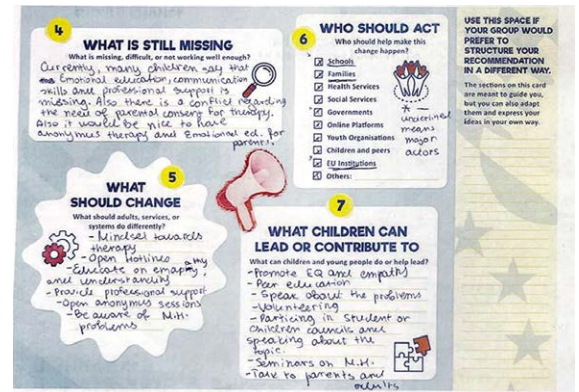 4
WHAT IS STILL MISSING
What is missing, difficult, or not working well enough?
Currently, many children say that
Emotional education, communication
skills and professional support is
missing. Also there is a conflict regarding
the need of parental consent for therapy.
Also it would be nice to have
anonymus therapy and Emotional ed. for
parents.
5
WHAT
SHOULD CHANGE
What should adults, services, or
systems do differently?
- Mindset towards
therapy
- Open Hotlines
- Educate on empathy,
and understanding
- Provide professional support
- Open anonymus sessions
- Be aware of M.H.
problems
6
WHO SHOULD ACT
Who should help make this
change happen?
Schools
Families
Health Services
Social Services
Governments
Online Platforms
Youth Organisations
Children and peers
EU Institutions
Others:
* - underlined
means
major
actors
7
WHAT CHILDREN CAN
LEAD OR CONTRIBUTE TO
What can children and young people do or help lead?
- Promote EQ and empathy
- Peer education
- Speak about the problems
- Volunteering
- Particing in student or
children councils and
speaking about the
topic.
- Seminars on M.H.
- Talk to parents and
adults
USE THIS SPACE IF
YOUR GROUP WOULD
PREFER TO
STRUCTURE YOUR
RECOMMENDATION
IN A DIFFERENT WAY.
The sections on this card
are meant to guide you,
but you can also adapt
them and express your
ideas in your own way.